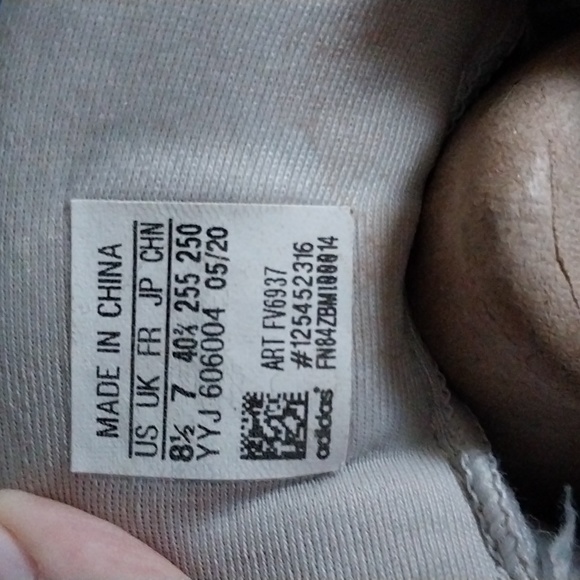 MADE IN CHINA
US UK FR JP CHN
8½ 7 40⅔ 255 250
YYJ 606004 05/20
ART FV6937
#125452316
FN84ZBMI00014
adidas